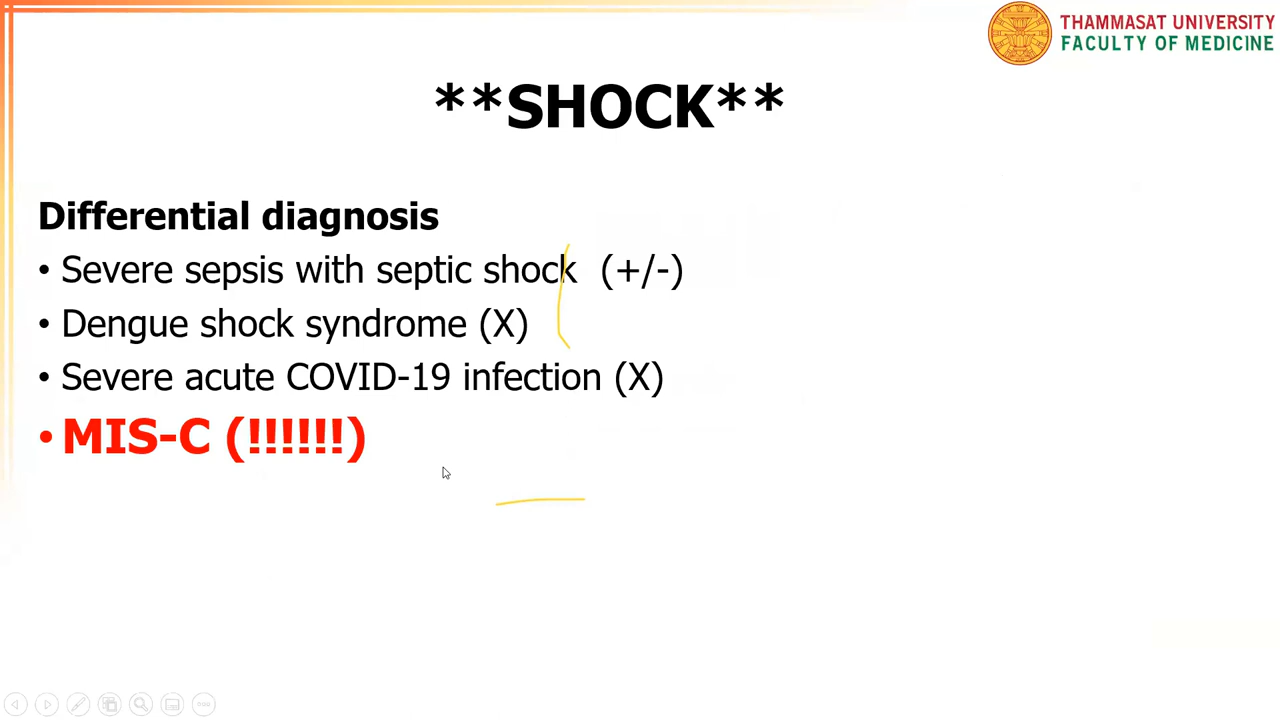 THAMMASAT UNIVERSITY
FACULTY OF MEDICINE
**SHOCK**
Differential diagnosis
• Severe sepsis with septic shock (+/-)
• Dengue shock syndrome (X)
• Severe acute COVID-19 infection (X)
• MIS-C (!!!!!!)